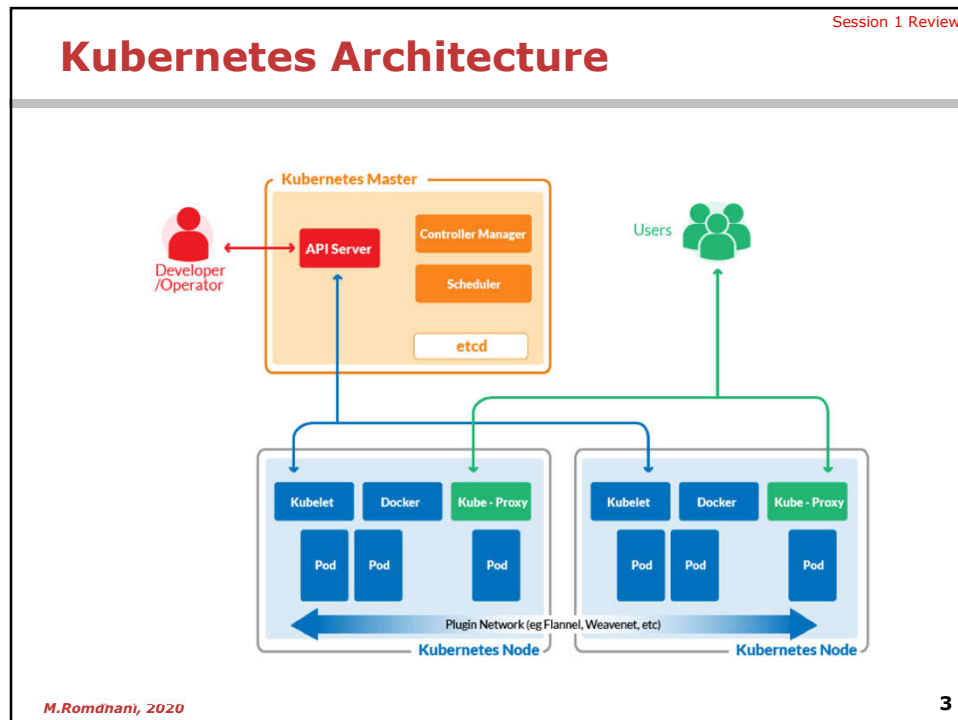 Session 1 Review
Kubernetes Architecture
Kubernetes Master
API Server
Controller Manager
Scheduler
etcd
Developer
/Operator
Users
Kubelet
Docker
Kube - Proxy
Pod
Pod
Pod
Kubelet
Docker
Kube - Proxy
Pod
Pod
Pod
Plugin Network (eg Flannel, Weavenet, etc)
Kubernetes Node
Kubernetes Node
M.Romdhani, 2020
3